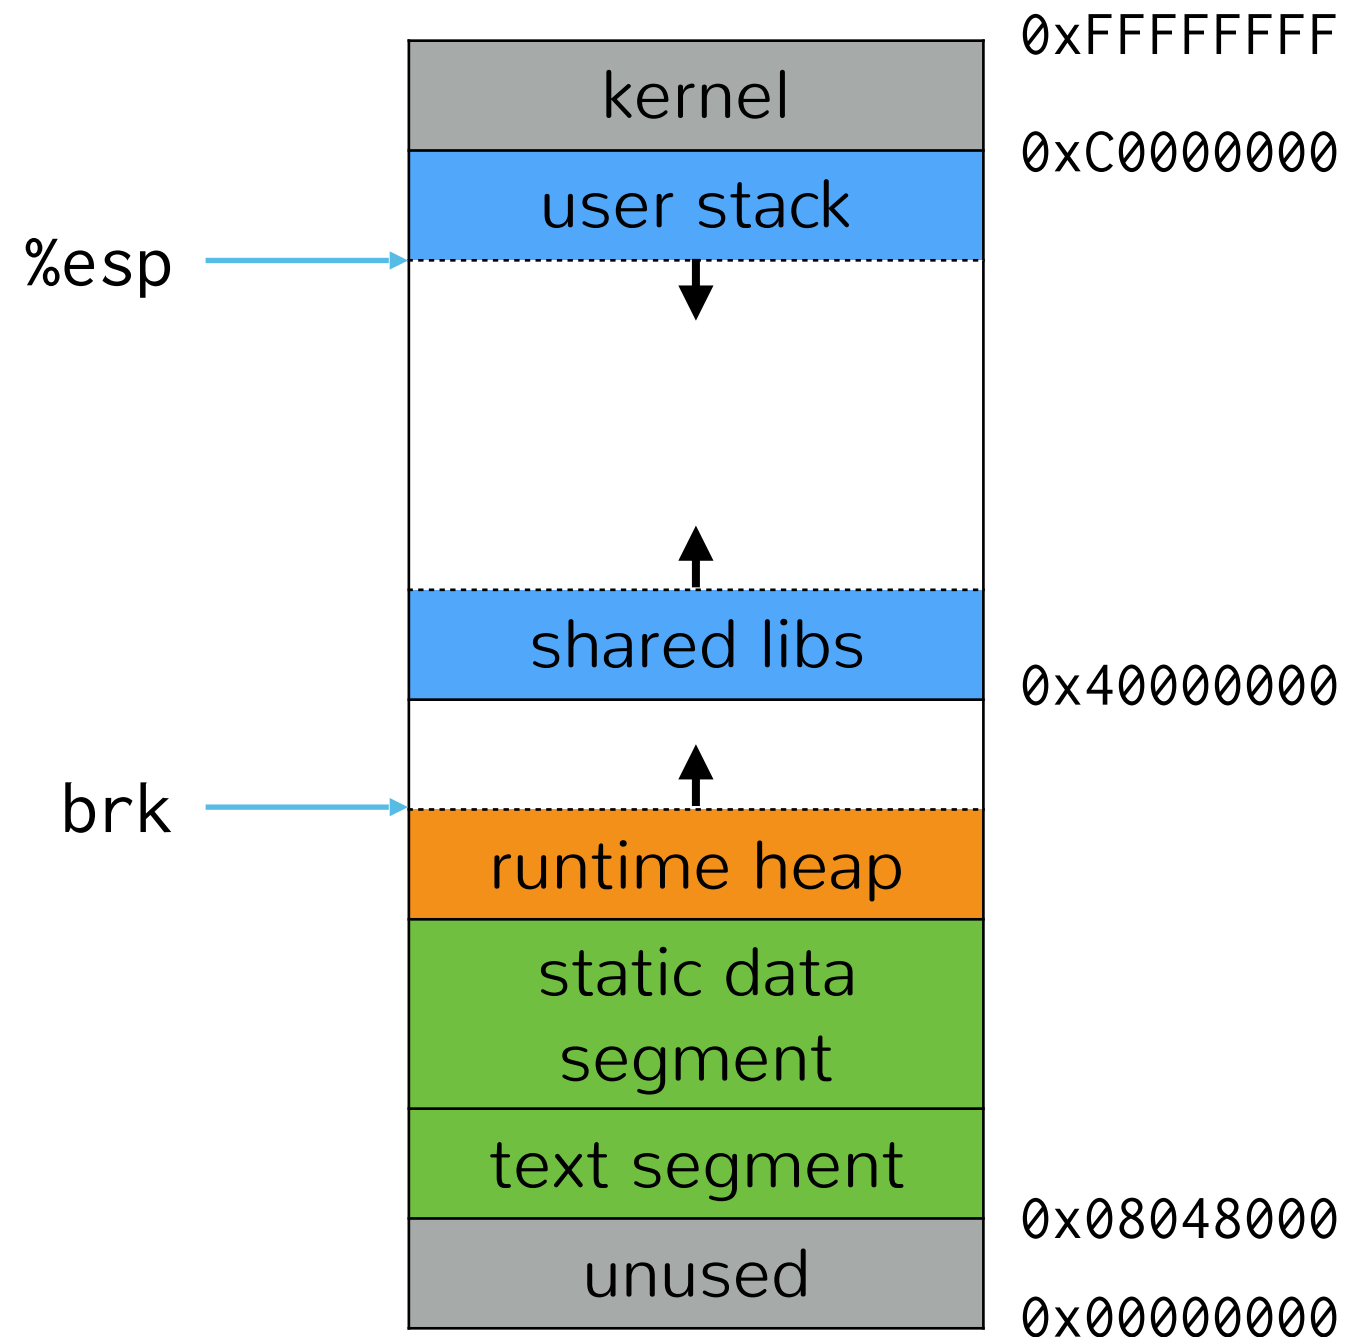 0xFFFFFFFF
kernel
0xC0000000
user stack
%esp
shared libs
0x40000000
brk
runtime heap
static data
segment
text segment
0x08048000
unused
0x00000000